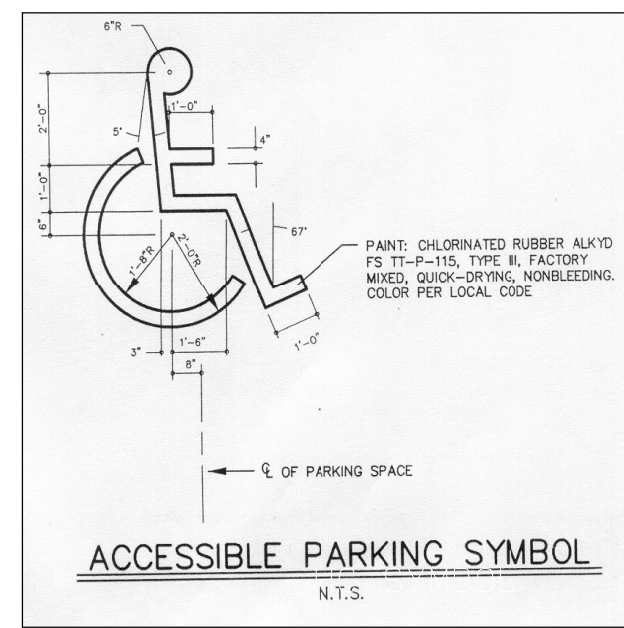 6"R
1'-0"
2'-0"
5'
4"
1'-0"
6"
67'
1'-8"R
2'-0"R
PAINT: CHLORINATED RUBBER ALKYD
FS TT-P-115, TYPE III, FACTORY
MIXED, QUICK-DRYING, NONBLEEDING.
COLOR PER LOCAL CODE
1'-0"
3"
1'-6"
8"
℄ OF PARKING SPACE
ACCESSIBLE PARKING SYMBOL
N.T.S.